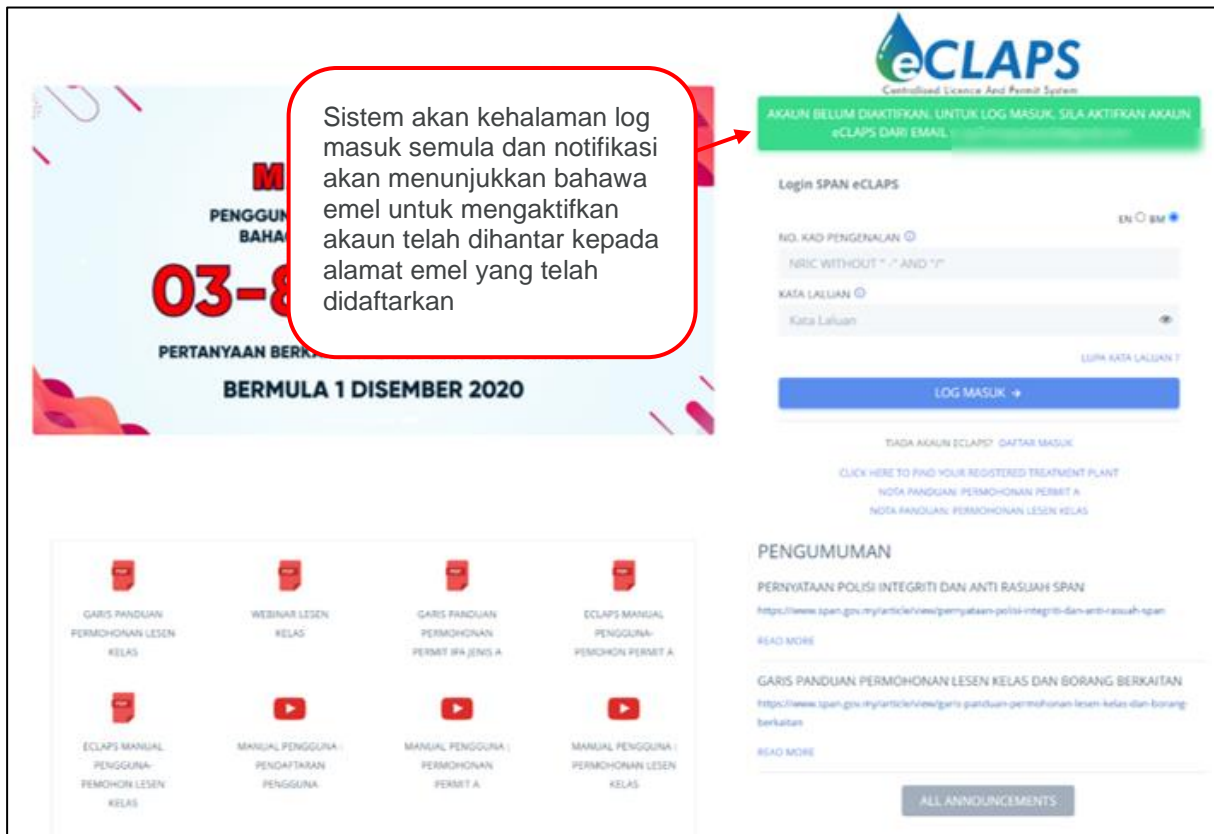 eCLAPS
Centralised Licence And Permit System
AKAUN BELUM DIAKTIFKAN. UNTUK LOG MASUK. SILA AKTIFKAN AKAUN
eCLAPS DARI EMAIL
Sistem akan kehalaman log
masuk semula dan notifikasi
akan menunjukkan bahawa
emel untuk mengaktifkan
akaun telah dihantar kepada
alamat emel yang telah
didaftarkan
M
PENGGUN
BAHA
03-8
PERTANYAAN BERK
BERMULA 1 DISEMBER 2020
Login SPAN eCLAPS
EN BM
NO. KAD PENGENALAN
NRIC WITHOUT "-" AND "/"
KATA LALUAN
Kata Laluan
LUPA KATA LALUAN ?
LOG MASUK →
TIADA AKAUN ECLAPS? DAFTAR MASUK
CLICK HERE TO FIND YOUR REGISTERED TREATMENT PLANT
NOTA PANDUAN: PERMOHONAN PERMIT A
NOTA PANDUAN: PERMOHONAN LESEN KELAS
PDF
GARIS PANDUAN
PERMOHONAN LESEN
KELAS
PDF
WEBINAR LESEN
KELAS
PDF
GARIS PANDUAN
PERMOHONAN
PERMIT IPA JENIS A
PDF
ECLAPS MANUAL
PENGGUNA-
PEMOHON PERMIT A
PDF
ECLAPS MANUAL
PENGGUNA-
PEMOHON LESEN
KELAS
MANUAL PENGGUNA :
PENDAFTARAN
PENGGUNA
MANUAL PENGGUNA :
PERMOHONAN
PERMIT A
MANUAL PENGGUNA :
PERMOHONAN LESEN
KELAS
PENGUMUMAN
PERNYATAAN POLISI INTEGRITI DAN ANTI RASUAH SPAN
https://www.span.gov.my/article/view/pernyataan-polisi-integriti-dan-anti-rasuah-span
READ MORE
GARIS PANDUAN PERMOHONAN LESEN KELAS DAN BORANG BERKAITAN
https://www.span.gov.my/article/view/garis-panduan-permohonan-lesen-kelas-dan-borang-
berkaitan
READ MORE
ALL ANNOUNCEMENTS